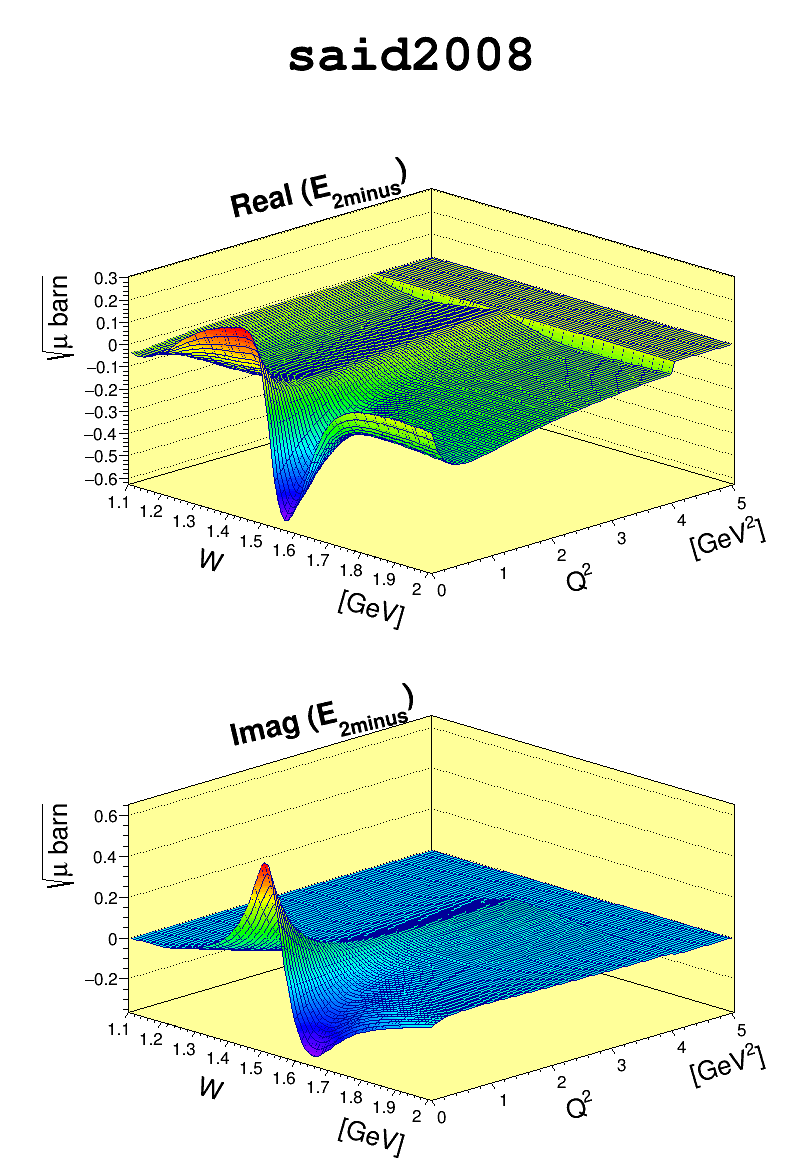 said2008
Real (E2minus)
√μ barn
0.3
0.2
0.1
0
−0.1
−0.2
−0.3
−0.4
−0.5
−0.6
1.1 1.2 1.3 1.4 1.5 1.6 1.7 1.8 1.9 2
W
[GeV]
0 1 2 3 4 5
Q2
[GeV2]
Imag (E2minus)
√μ barn
0.6
0.4
0.2
0
−0.2
1.1 1.2 1.3 1.4 1.5 1.6 1.7 1.8 1.9 2
W
[GeV]
0 1 2 3 4 5
Q2
[GeV2]